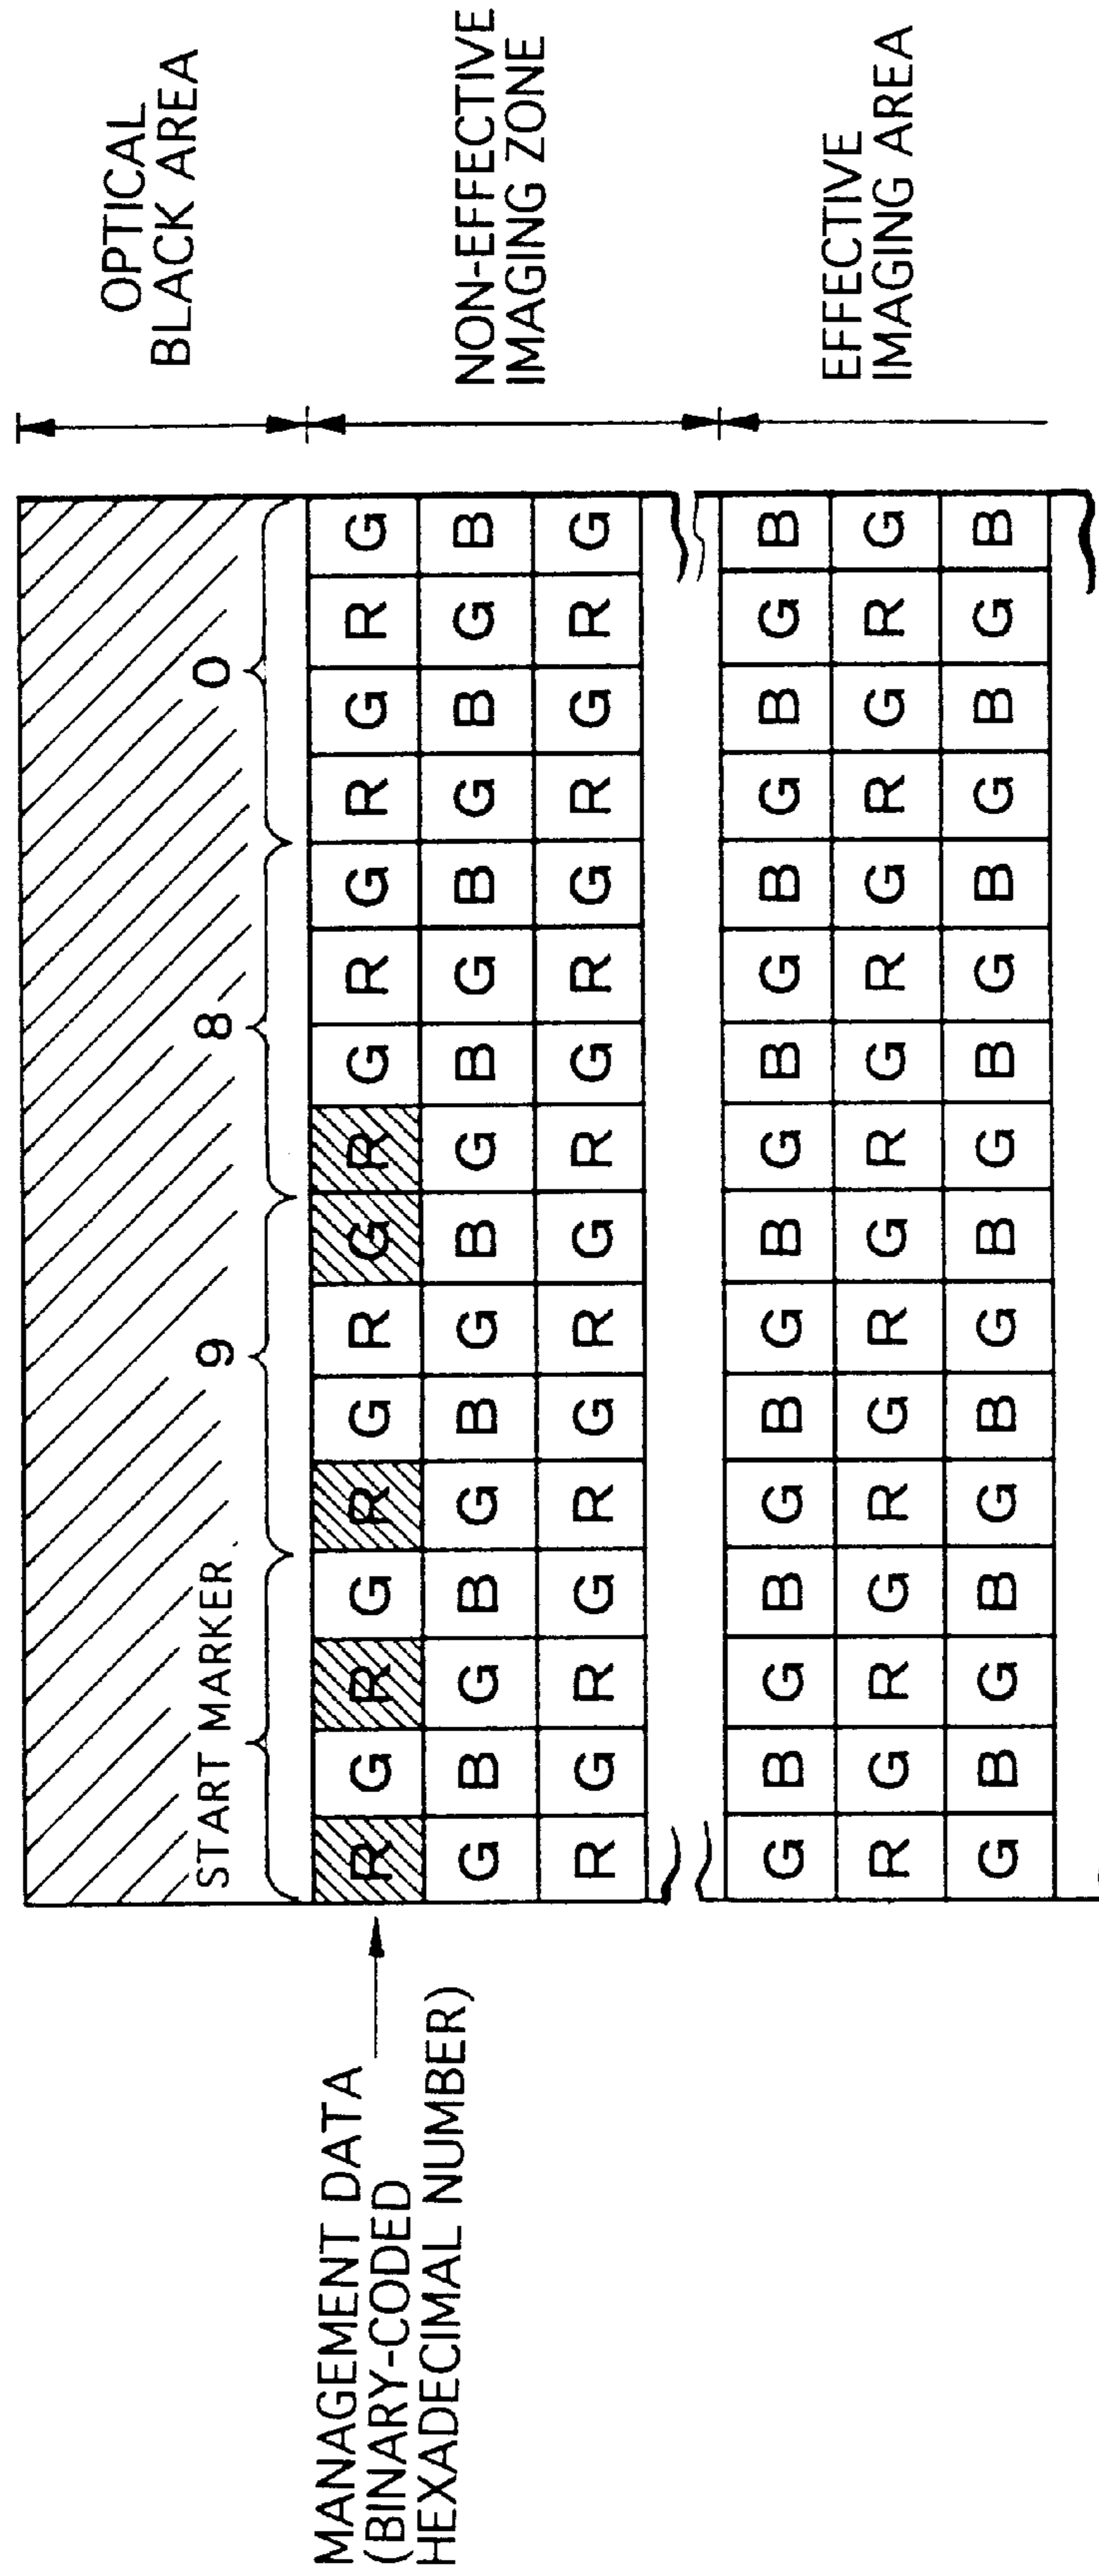 OPTICAL
BLACK AREA
START MARKER 9 8 0
MANAGEMENT DATA
(BINARY-CODED
HEXADECIMAL NUMBER)
R G R G R G R G R G R G R G R G
G B G B G B G B G B G B G B G B
R G R G R G R G R G R G R G R G
NON-EFFECTIVE
IMAGING ZONE
G B G B G B G B G B G B G B G B
R G R G R G R G R G R G R G R G
G B G B G B G B G B G B G B G B
EFFECTIVE
IMAGING AREA